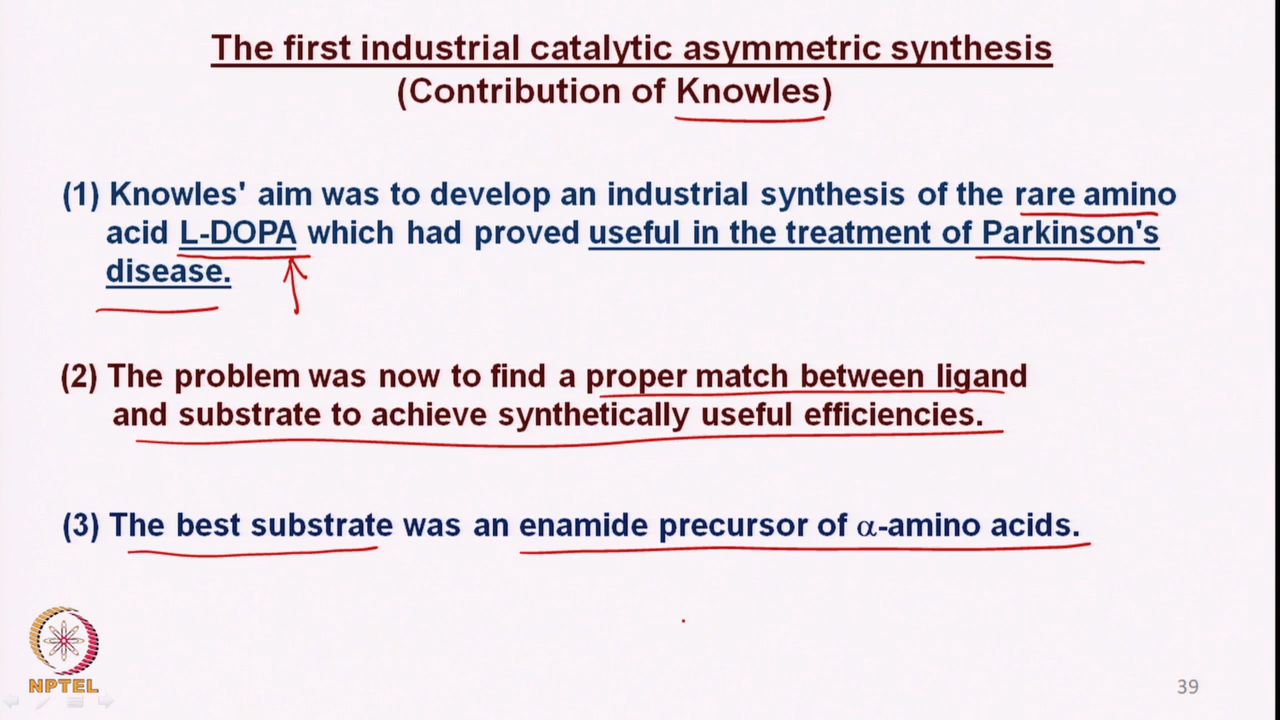 The first industrial catalytic asymmetric synthesis
(Contribution of Knowles)
(1) Knowles' aim was to develop an industrial synthesis of the rare amino
acid L-DOPA which had proved useful in the treatment of Parkinson's
disease.
(2) The problem was now to find a proper match between ligand
and substrate to achieve synthetically useful efficiencies.
(3) The best substrate was an enamide precursor of α-amino acids.
NPTEL
39